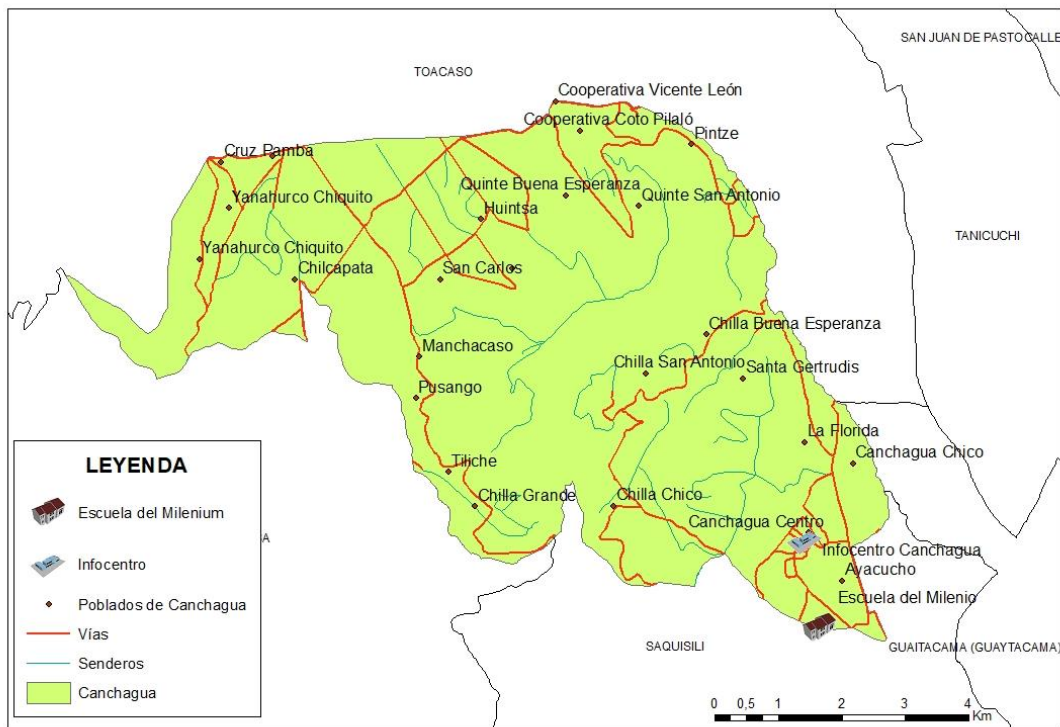 SAN JUAN DE PASTOCALLE
TOACASO
Cooperativa Vicente León
Cooperativa Coto Pilaló
Pintze
Cruz Pamba
Quinte Buena Esperanza
Yanahurco Chiquito
Quinte San Antonio
Huintsa
TANICUCHI
Yanahurco Chiquito
Chilcapata
San Carlos
Chilla Buena Esperanza
Manchacaso
Chilla San Antonio
Santa Gertrudis
Pusango
La Florida
Canchagua Chico
Tiliche
Chilla Grande
Chilla Chico
Canchagua Centro
Infocentro Canchagua
Ayacucho
Escuela del Milenio
SAQUISILI
GUAITACAMA (GUAYTACAMA)
LEYENDA
Escuela del Milenium
A
Infocentro
Poblados de Canchagua
Vías
Senderos
Canchagua
0 0,5 1 2 3 4
Km